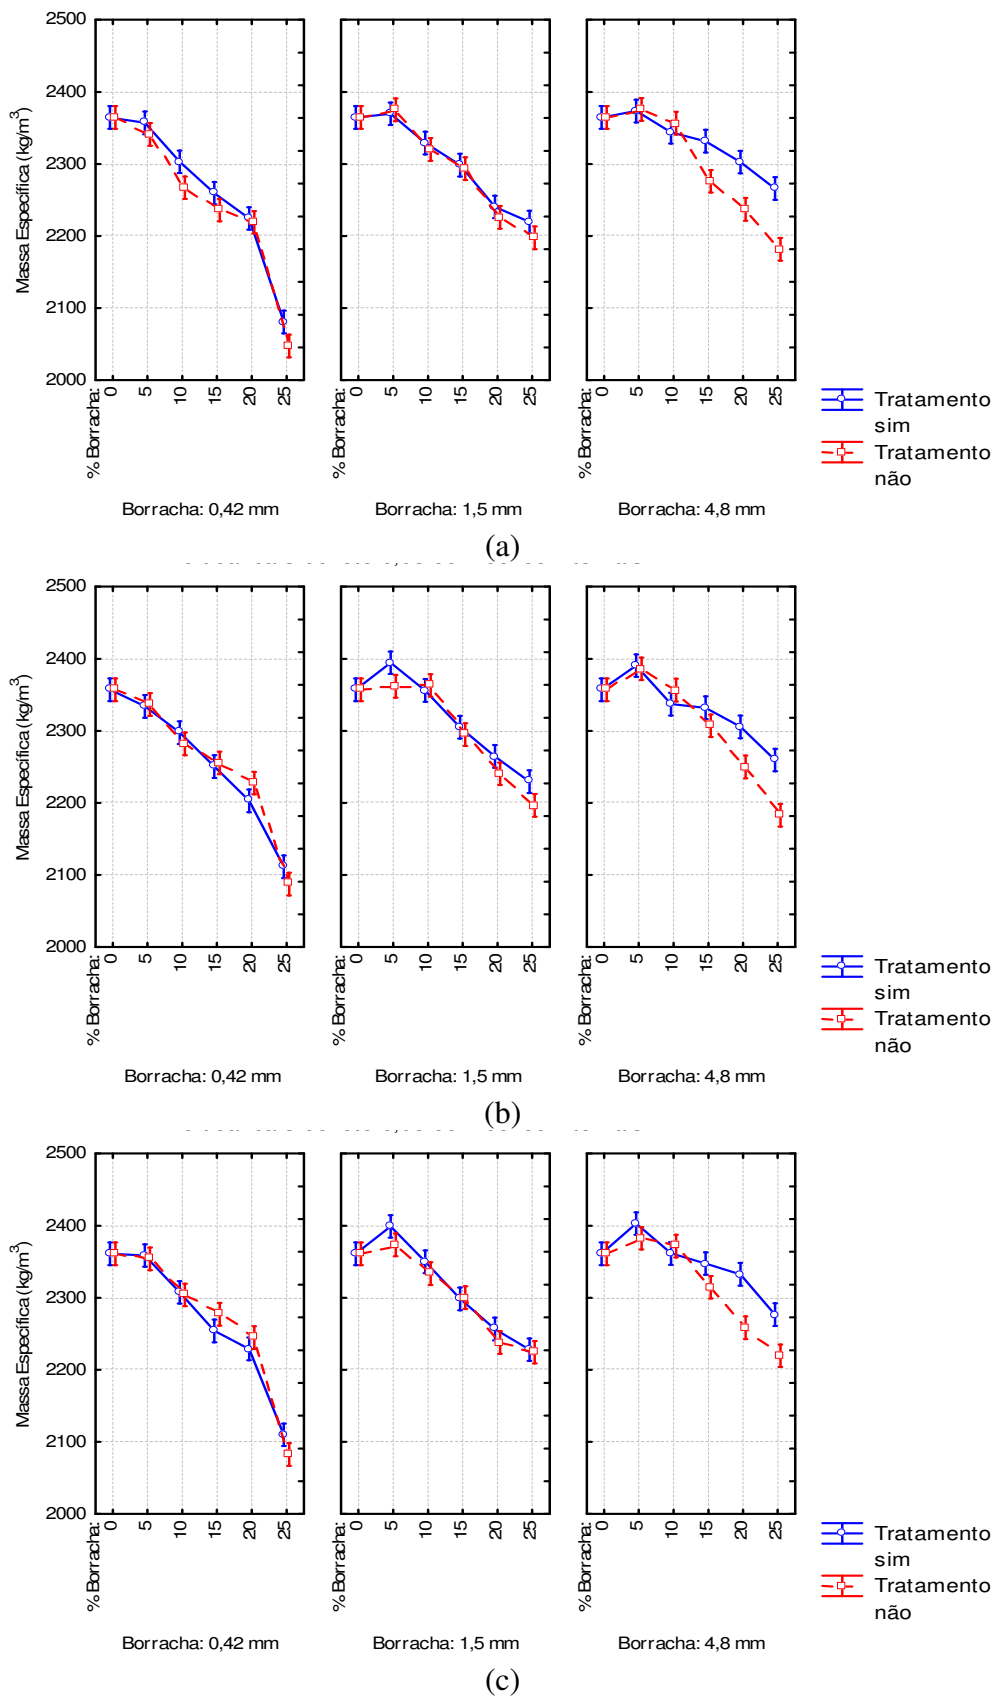 2500
2400
2300
2200
2100
2000
Massa Específica (kg/m³)
% Borracha: 0 5 10 15 20 25
% Borracha: 0 5 10 15 20 25
% Borracha: 0 5 10 15 20 25
Borracha: 0,42 mm
Borracha: 1,5 mm
Borracha: 4,8 mm
Tratamento
sim
Tratamento
não
(a)
2500
2400
2300
2200
2100
2000
Massa Específica (kg/m³)
% Borracha: 0 5 10 15 20 25
% Borracha: 0 5 10 15 20 25
% Borracha: 0 5 10 15 20 25
Borracha: 0,42 mm
Borracha: 1,5 mm
Borracha: 4,8 mm
Tratamento
sim
Tratamento
não
(b)
2500
2400
2300
2200
2100
2000
Massa Específica (kg/m³)
% Borracha: 0 5 10 15 20 25
% Borracha: 0 5 10 15 20 25
% Borracha: 0 5 10 15 20 25
Borracha: 0,42 mm
Borracha: 1,5 mm
Borracha: 4,8 mm
Tratamento
sim
Tratamento
não
(c)